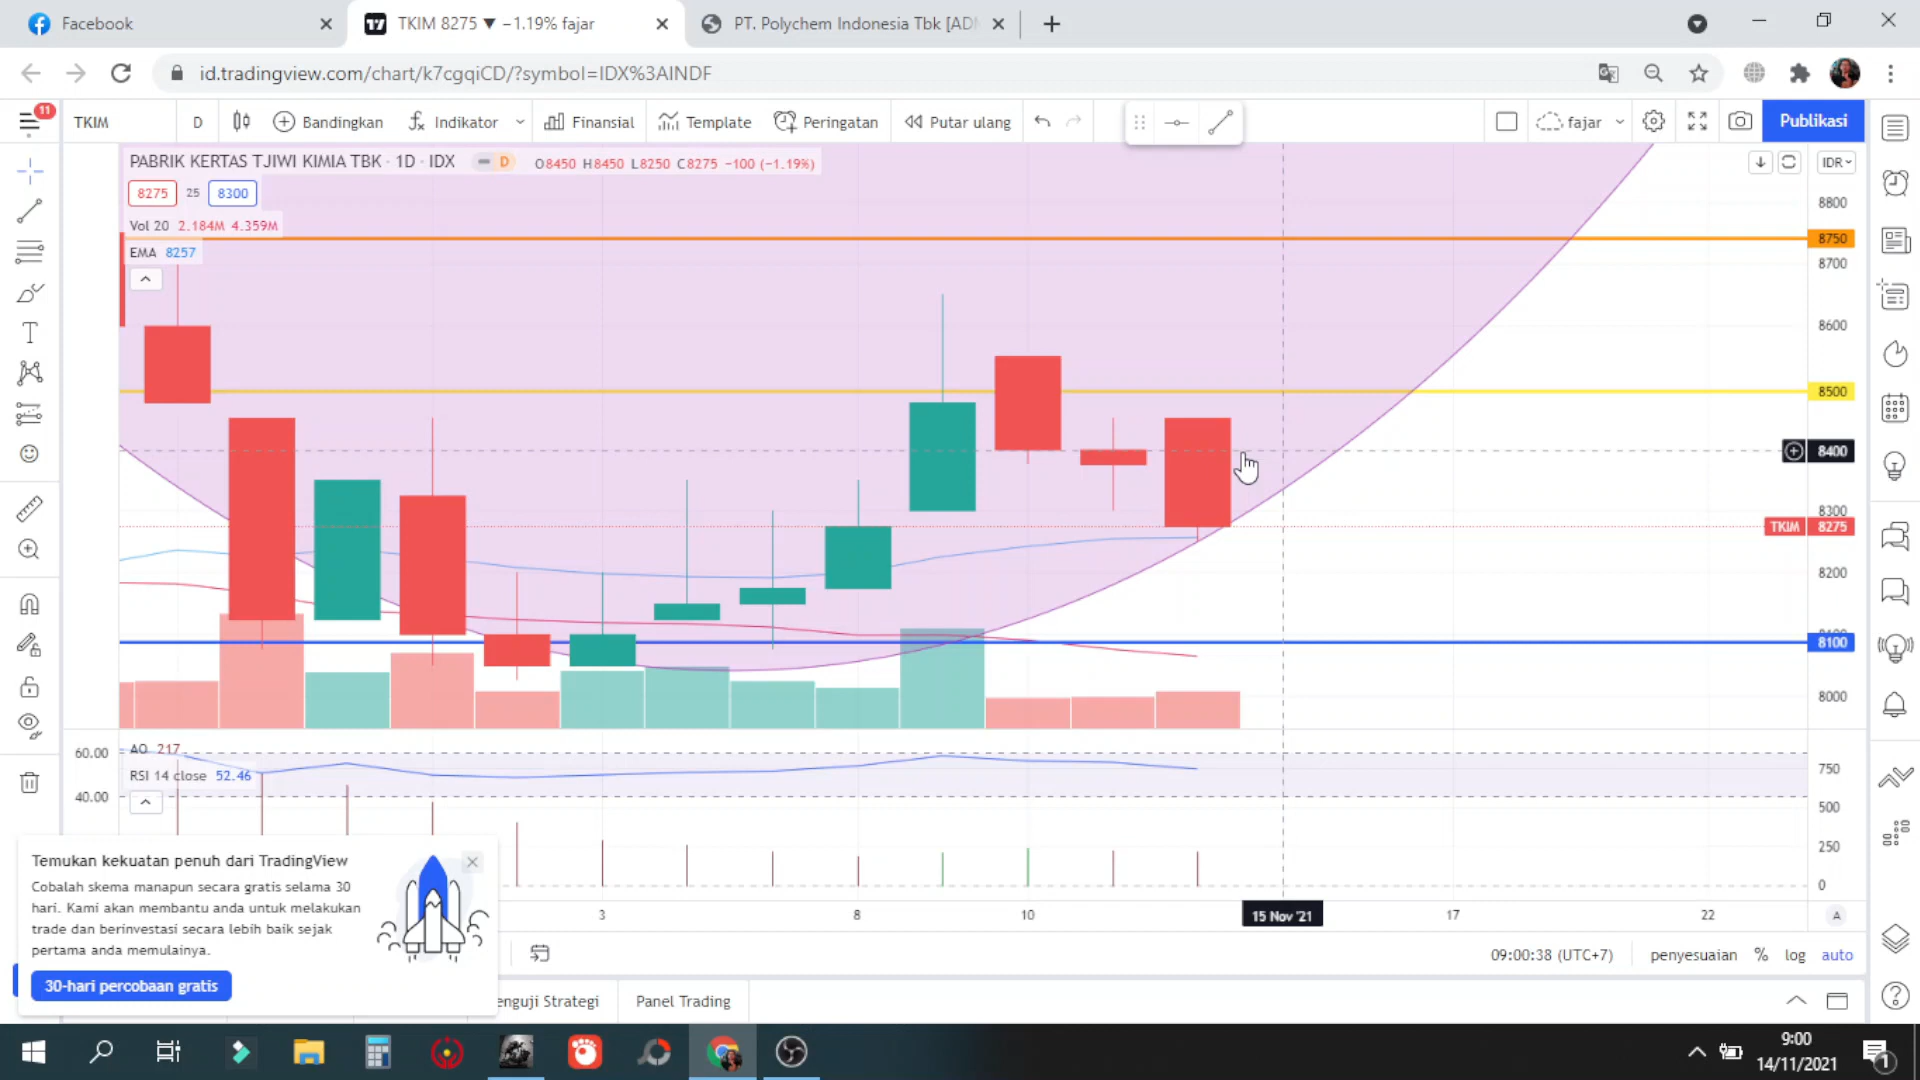 Facebook
TKIM 8275 ▼ −1.19% fajar
PT. Polychem Indonesia Tbk [ADM
id.tradingview.com/chart/k7cgqiCD/?symbol=IDX%3AINDF
11
TKIM
D
Bandingkan
Indikator
Finansial
Template
Peringatan
Putar ulang
fajar
Publikasi
PABRIK KERTAS TJIWI KIMIA TBK · 1D · IDX
D
O8450 H8450 L8250 C8275 −100 (−1.19%)
IDR
8275
25
8300
Vol 20 2.184M 4.359M
EMA 8257
8800
8750
8700
8600
8500
8400
8300
TKIM 8275
8200
8100
8000
AO 217
60.00
RSI 14 close 52.46
40.00
750
500
250
0
3
8
10
15 Nov '21
17
22
A
Temukan kekuatan penuh dari TradingView
Cobalah skema manapun secara gratis selama 30
hari. Kami akan membantu anda untuk melakukan
trade dan berinvestasi secara lebih baik sejak
pertama anda memulainya.
30-hari percobaan gratis
09:00:38 (UTC+7)
penyesuaian
%
log
auto
enguji Strategi
Panel Trading
9:00
14/11/2021
1